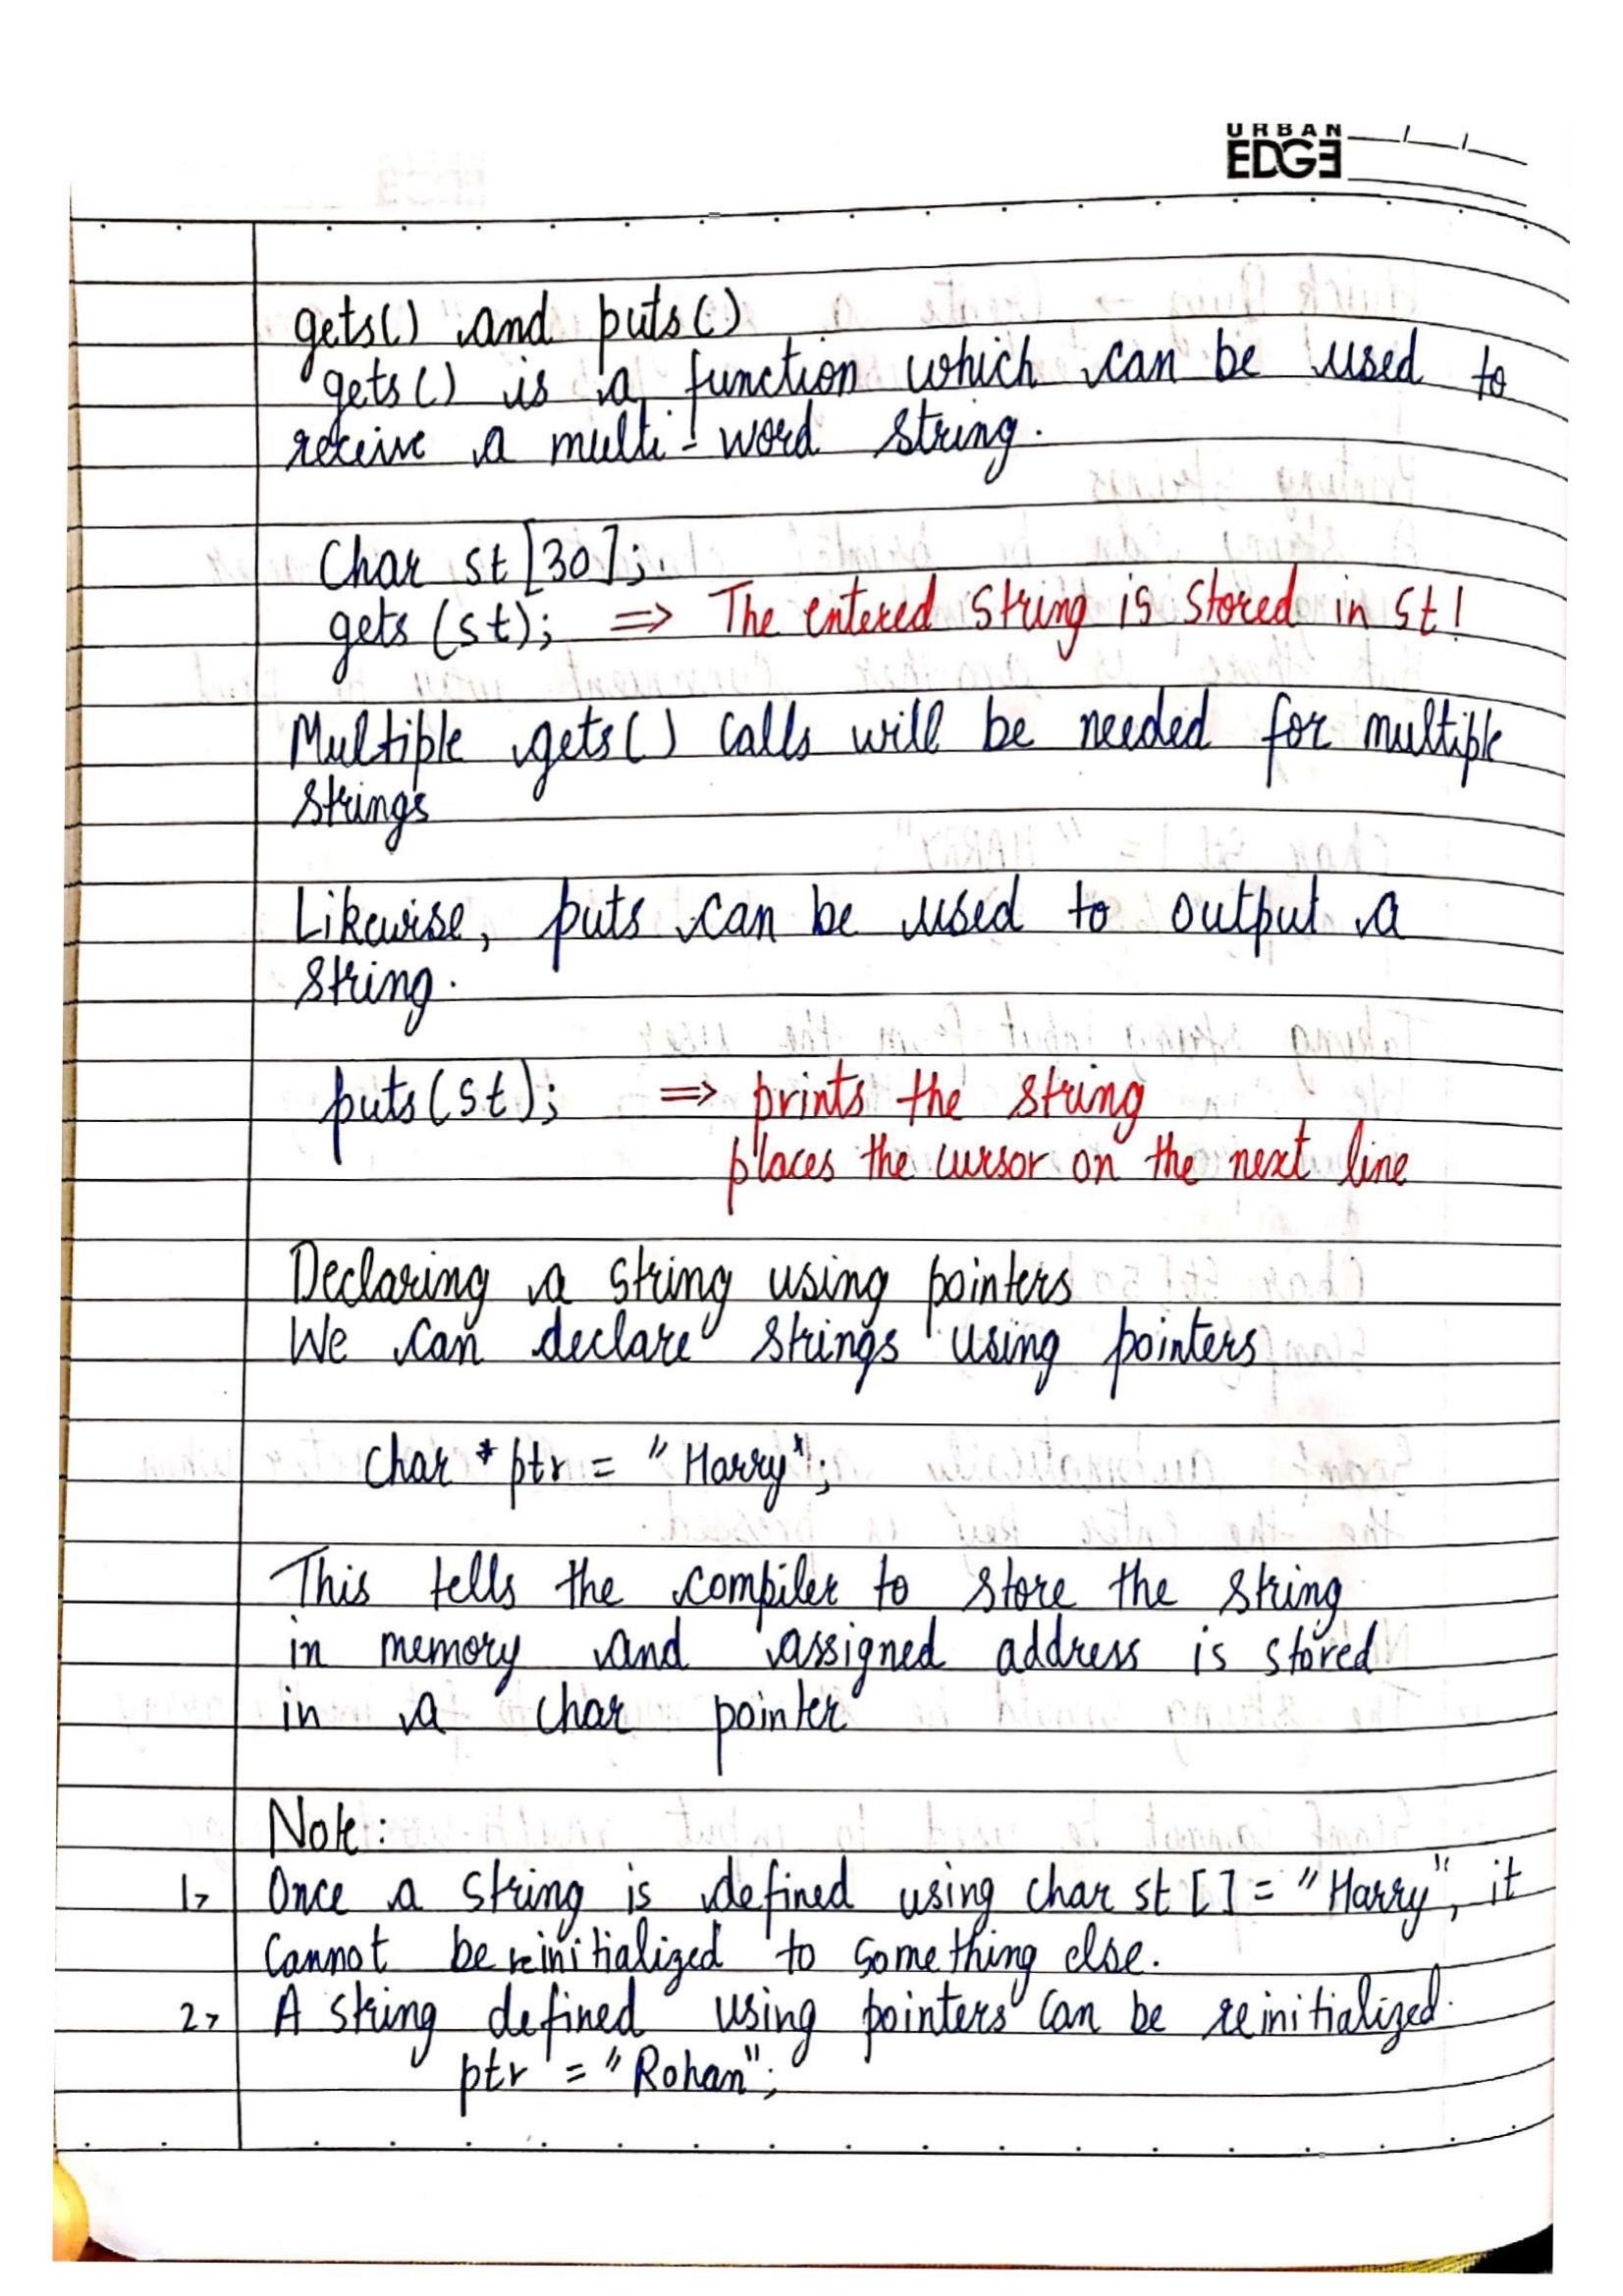 URBAN
EDGE
gets() and puts()
gets() is a function which can be used to
receive a multi-word string.
Char st[30];
gets(st); => The entered string is stored in st!
Multiple gets() calls will be needed for multiple
strings
Likewise, puts can be used to output a
string.
puts(st); => prints the string
places the cursor on the next line
Declaring a string using pointers
We can declare strings using pointers
char *ptr = "Harry";
This tells the compiler to store the string
in memory and assigned address is stored
in a char pointer
Note:
1> Once a string is defined using char st[] = "Harry", it
cannot be reinitialized to something else.
2> A string defined using pointers can be reinitialized.
ptr = "Rohan";